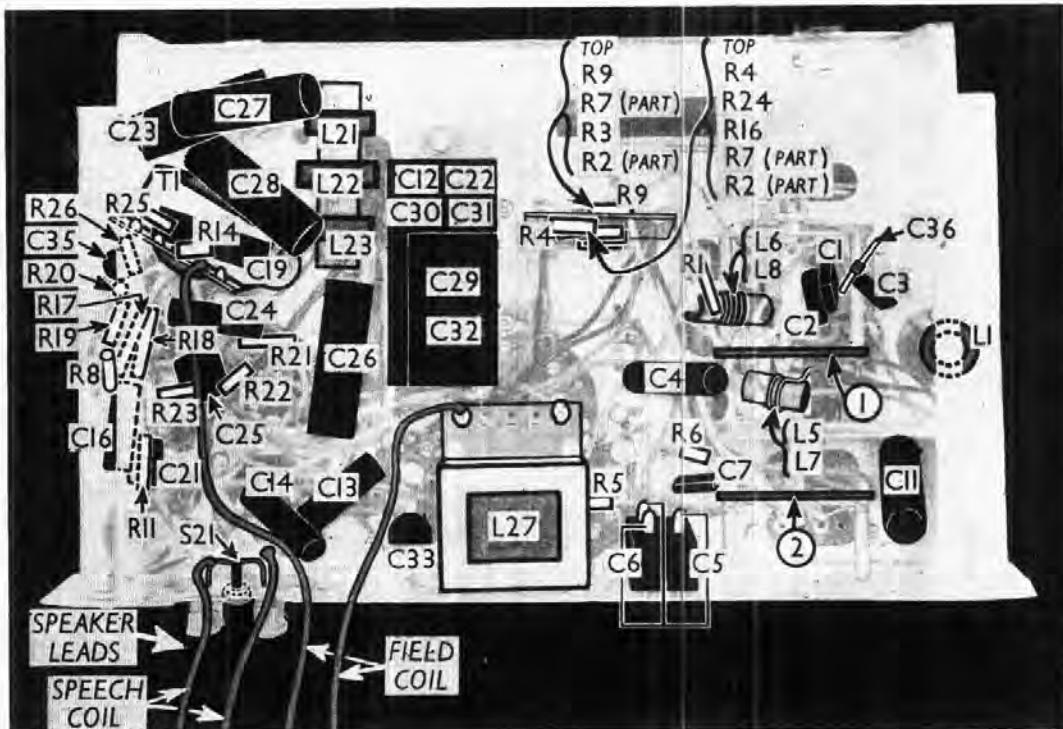 TOP
R9
R7 (PART)
R3
R2 (PART)
TOP
R4
R24
R16
R7 (PART)
R2 (PART)
C23
C27
L21
T1
C28
L22
C12 C22
C30 C31
L23
R26
R25
C35
R14
C19
R20
R17
R19
C24
R18
R21
R8
R22
R23
C25
C26
C16
C21
R11
C14
C13
C29
C32
R9
R4
R1
L6
L8
C1
C36
C3
C2
L1
C4
1
L5
L7
R6
C7
C11
2
R5
L27
C33
C6
C5
S21
SPEAKER
LEADS
SPEECH
COIL
FIELD
COIL